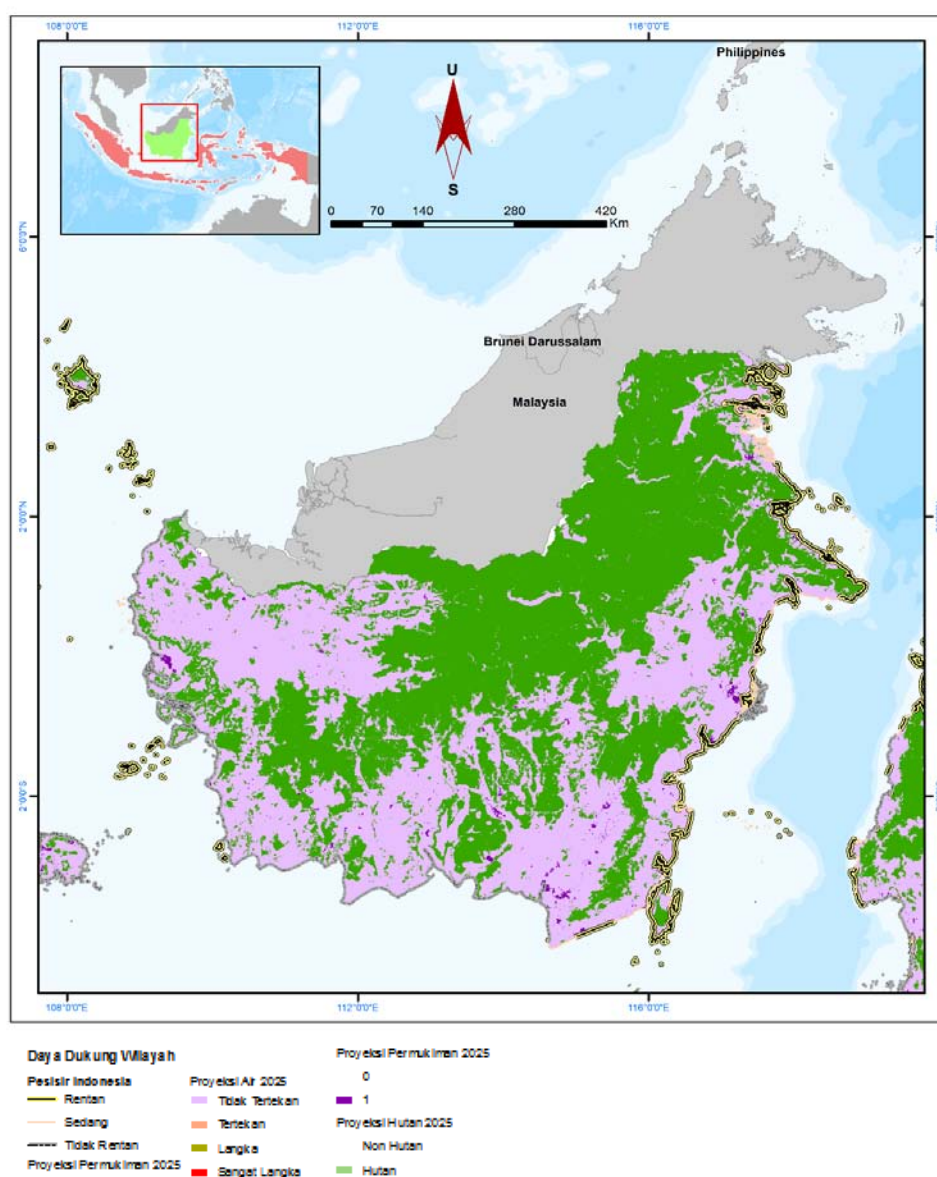 108°0'0"E 112°0'0"E 116°0'0"E
Philippines
U
S
0 70 140 280 420
Km
6°0'0"N
Brunei Darussalam
Malaysia
2°0'0"N
2°0'0"S
108°0'0"E 112°0'0"E 116°0'0"E
Daya Dukung Wilayah
Pesisir Indonesia
Rentan
Sedang
Tidak Rentan
Proyeksi Permukiman 2025
Proyeksi Air 2025
Tidak Tertekan
Tertekan
Langka
Sangat Langka
Proyeksi Permukiman 2025
0
1
Proyeksi Hutan 2025
Non Hutan
Hutan